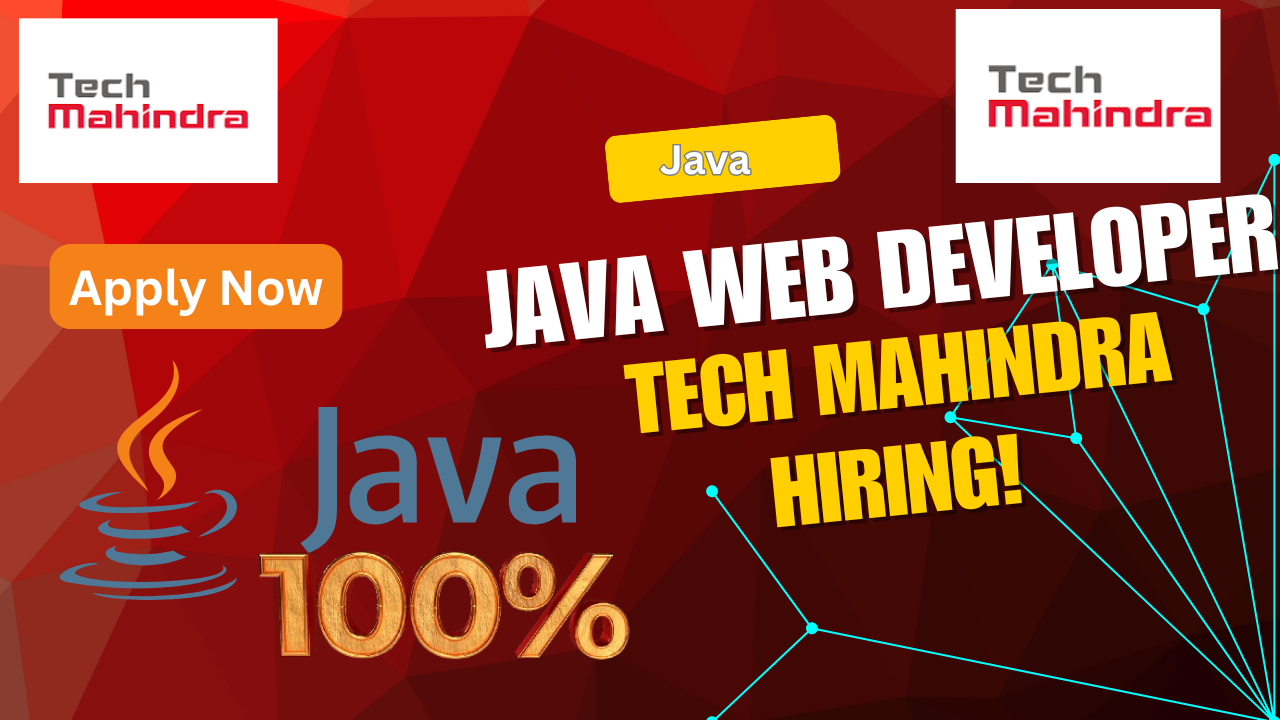 Tech
Mahindra
Tech
Mahindra
Java
JAVA WEB DEVELOPER
TECH MAHINDRA
HIRING!
Apply Now
Java
100%